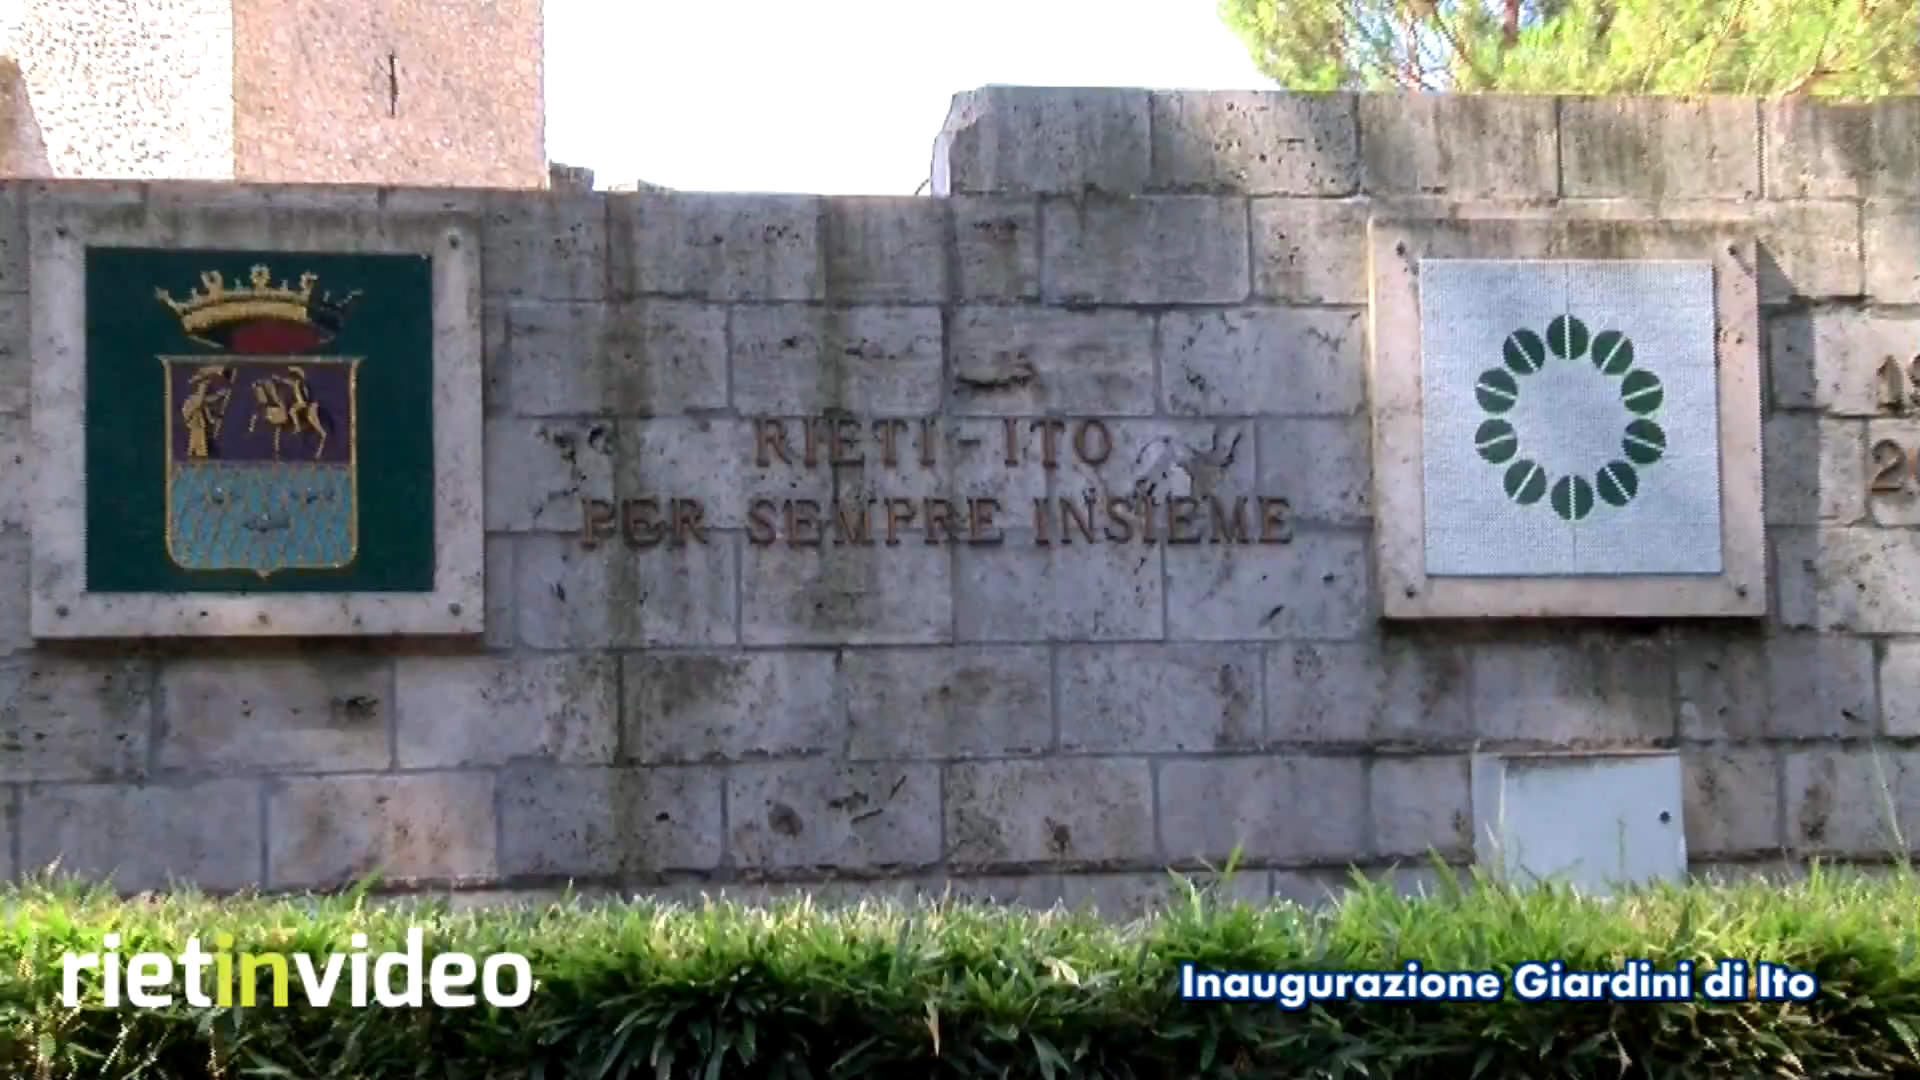 RIETI - ITO
PER SEMPRE INSIEME
rietinvideo
Inaugurazione Giardini di Ito